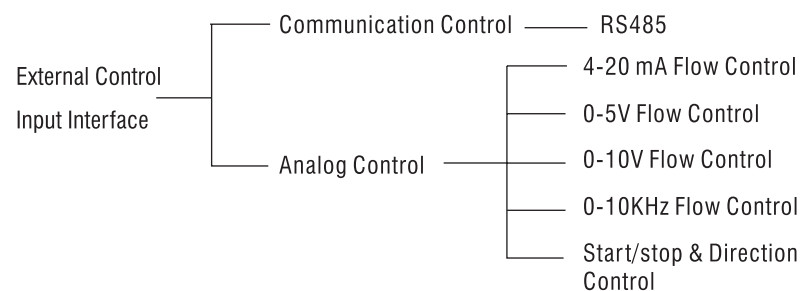 Communication Control
RS485
External Control
Input Interface
Analog Control
4-20 mA Flow Control
0-5V Flow Control
0-10V Flow Control
0-10KHz Flow Control
Start/stop & Direction
Control